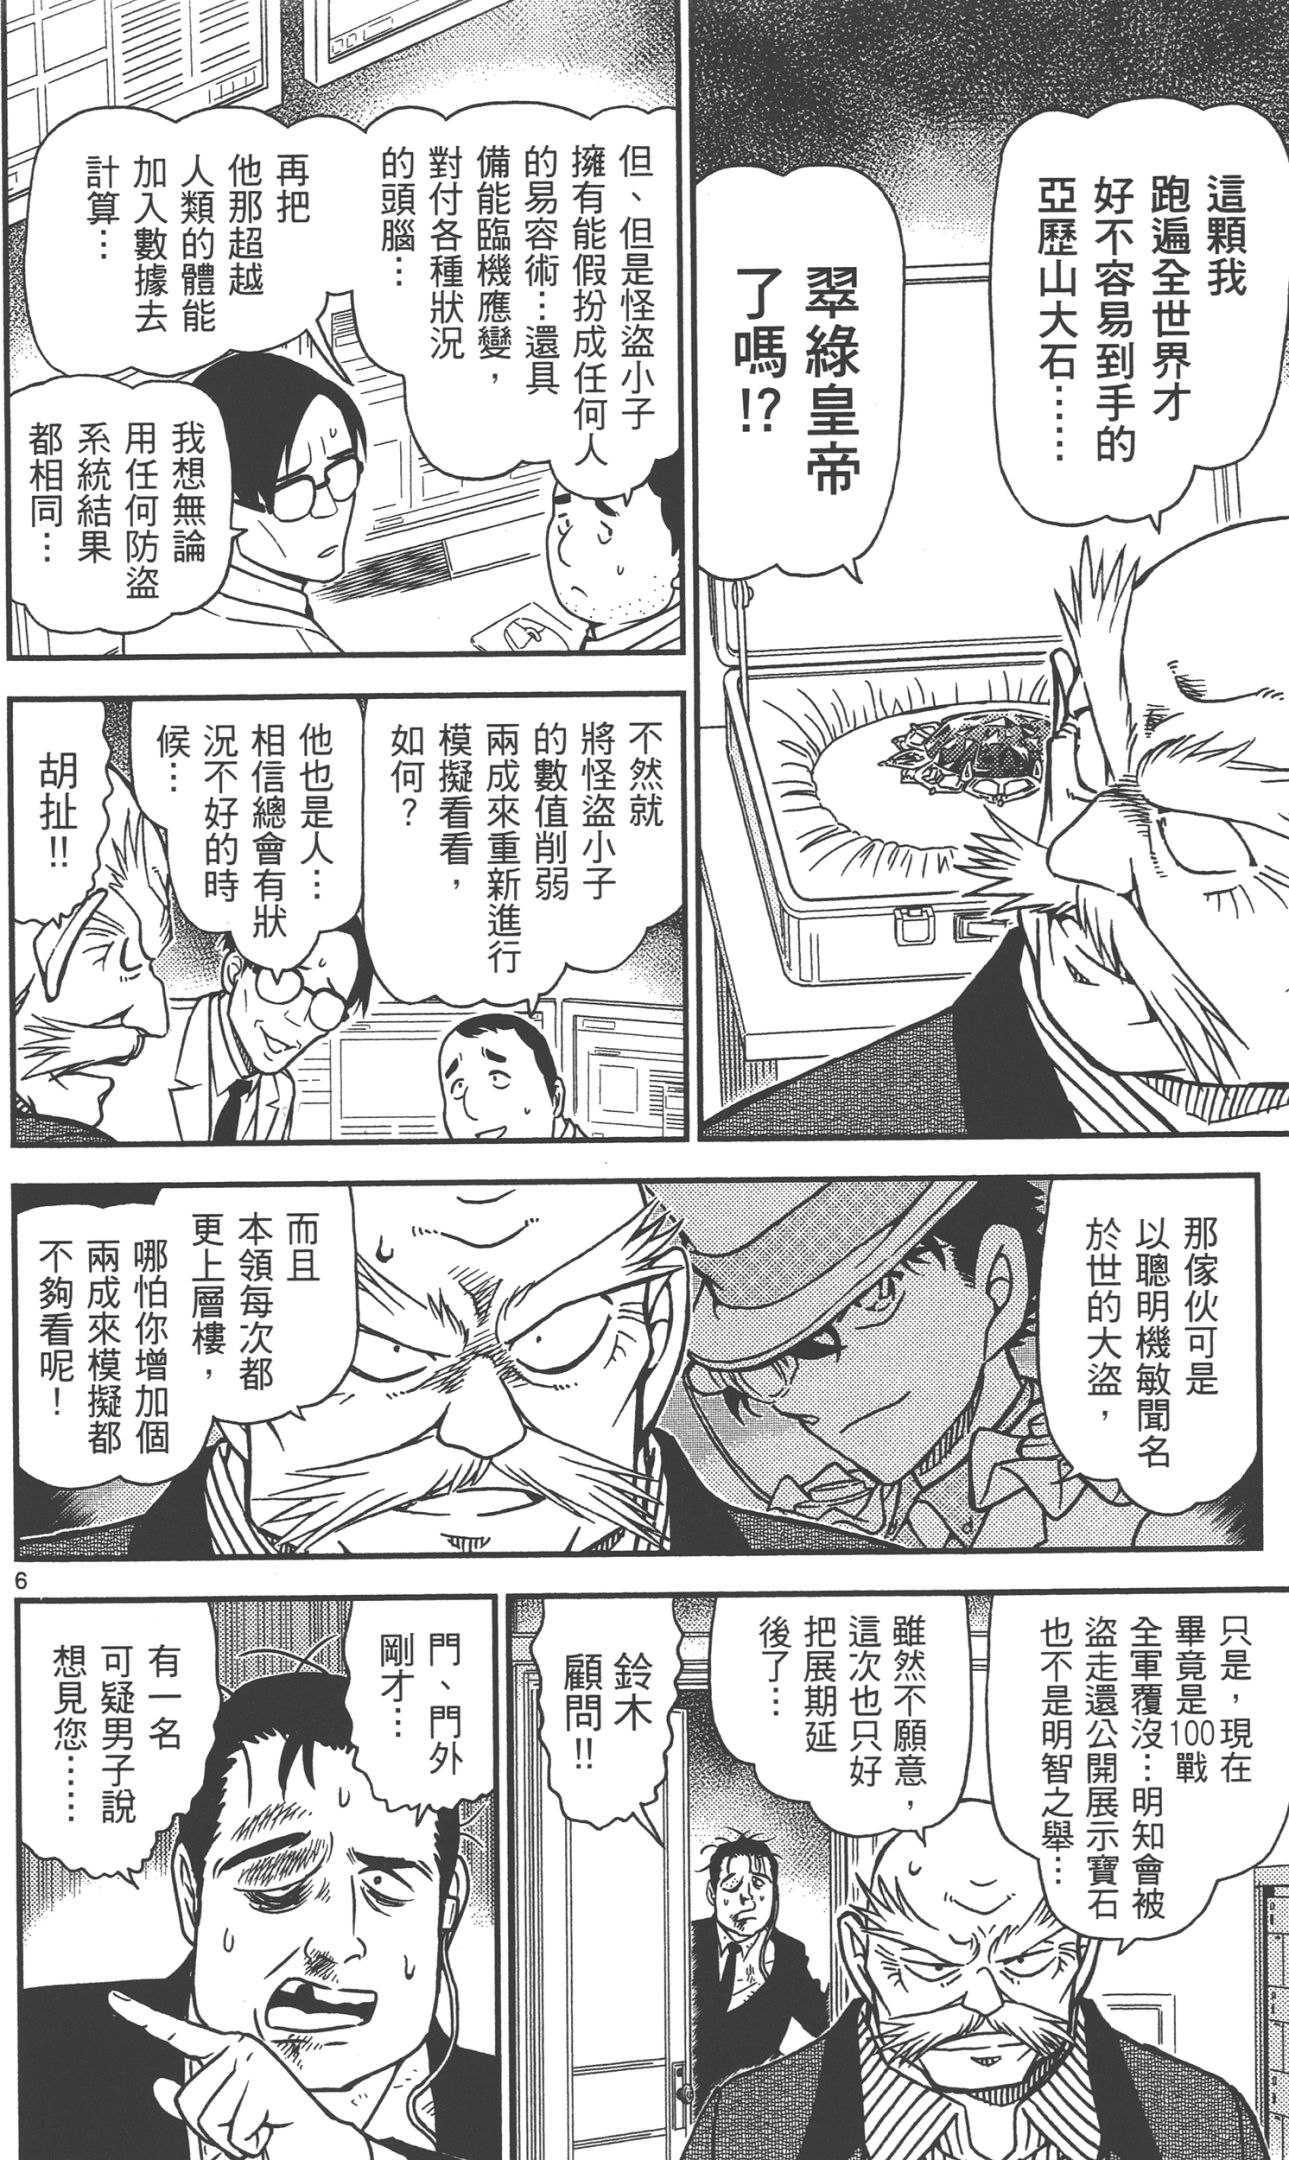 這顆我
跑遍全世界才
好不容易到手的
亞歷山大石……
翠綠皇帝
了嗎!?
但、但是怪盜小子
擁有能假扮成任何人
的易容術…還具
備能臨機應變，
對付各種狀況
的頭腦…
再把
他那超越
人類的體能
加入數據去
計算…
我想無論
用任何防盜
系統結果
都相同…
不然就
將怪盜小子
的數值削弱
兩成來重新進行
模擬看看，
如何？
他也是人…
相信總會有狀
況不好的時
候…
胡扯!!
那傢伙可是
以聰明機敏聞名
於世的大盜，
而且
本領每次都
更上層樓，
哪怕你增加個
兩成來模擬都
不夠看呢！
6
只是，現在
畢竟是100戰
全軍覆沒…明知會被
盜走還公開展示寶石
也不是明智之舉…
雖然不願意，
這次也只好
把展期延
後了…
鈴木
顧問!!
門、門外
剛才…
有一名
可疑男子說
想見您……